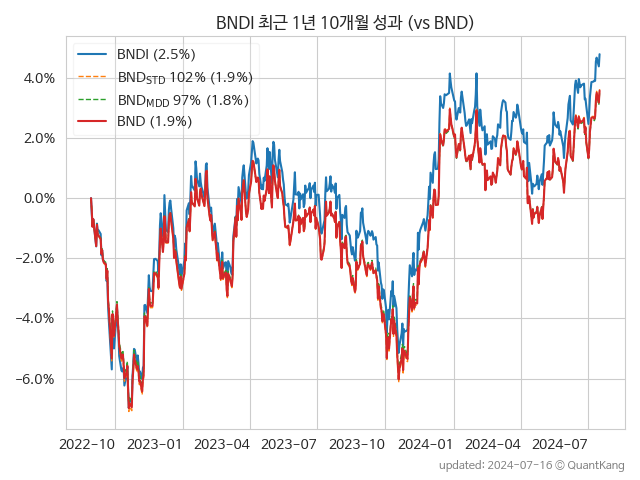 BNDI 최근 1년 10개월 성과 (vs BND)
BNDI (2.5%)
BND_STD 102% (1.9%)
BND_MDD 97% (1.8%)
BND (1.9%)
4.0%
2.0%
0.0%
−2.0%
−4.0%
−6.0%
2022-10 2023-01 2023-04 2023-07 2023-10 2024-01 2024-04 2024-07
updated: 2024-07-16 © QuantKang